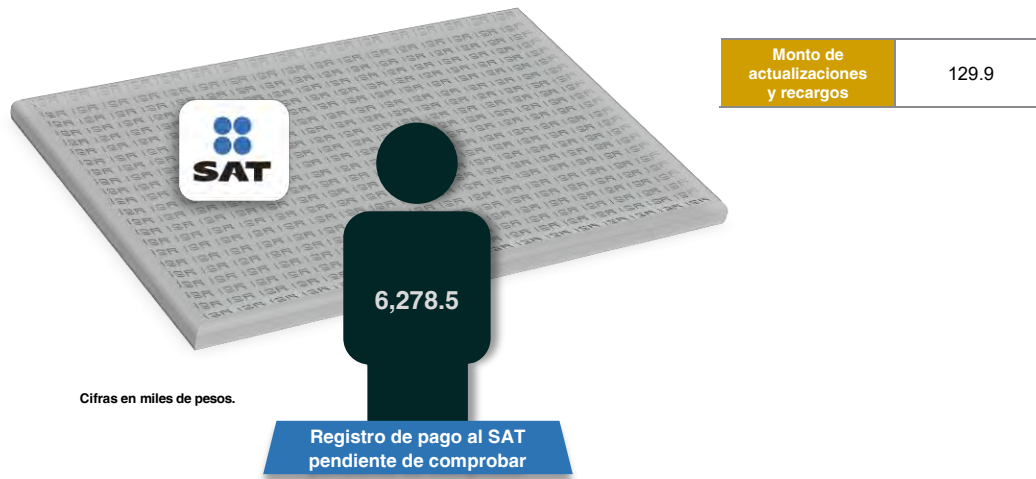 Monto de
actualizaciones
y recargos
129.9
SAT
6,278.5
Cifras en miles de pesos.
Registro de pago al SAT
pendiente de comprobar